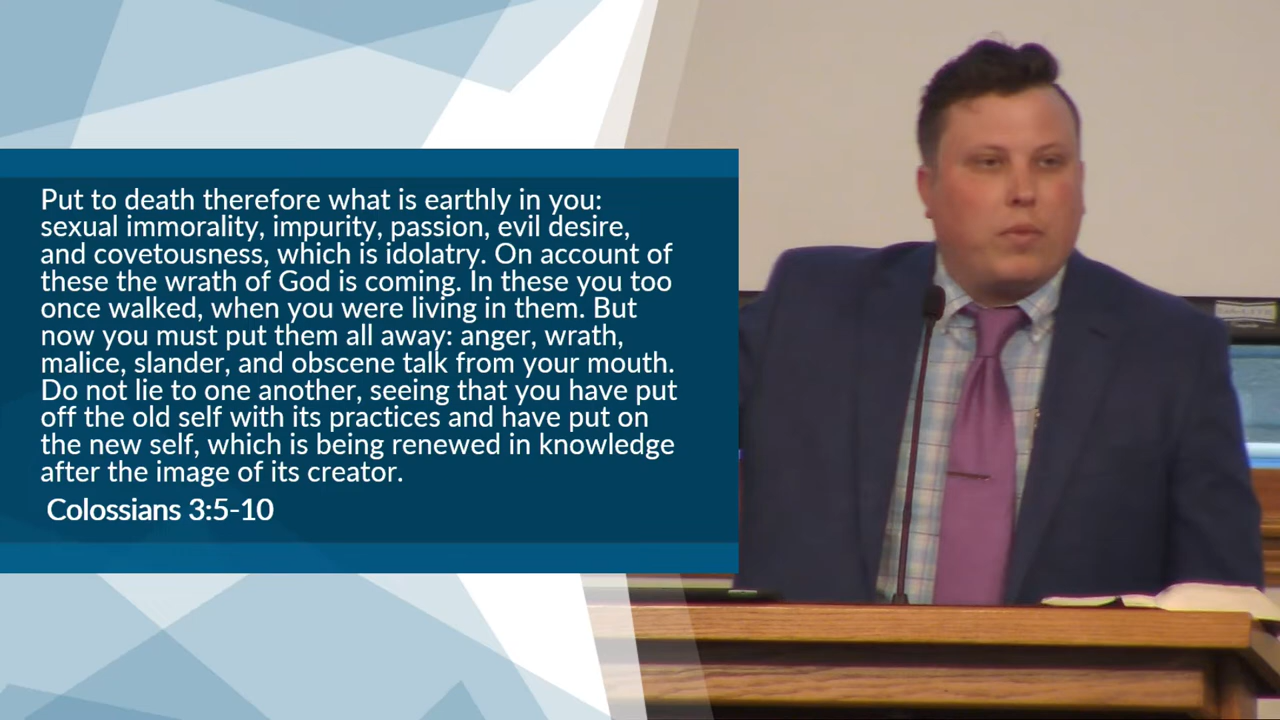 Put to death therefore what is earthly in you:
sexual immorality, impurity, passion, evil desire,
and covetousness, which is idolatry. On account of
these the wrath of God is coming. In these you too
once walked, when you were living in them. But
now you must put them all away: anger, wrath,
malice, slander, and obscene talk from your mouth.
Do not lie to one another, seeing that you have put
off the old self with its practices and have put on
the new self, which is being renewed in knowledge
after the image of its creator.
Colossians 3:5-10